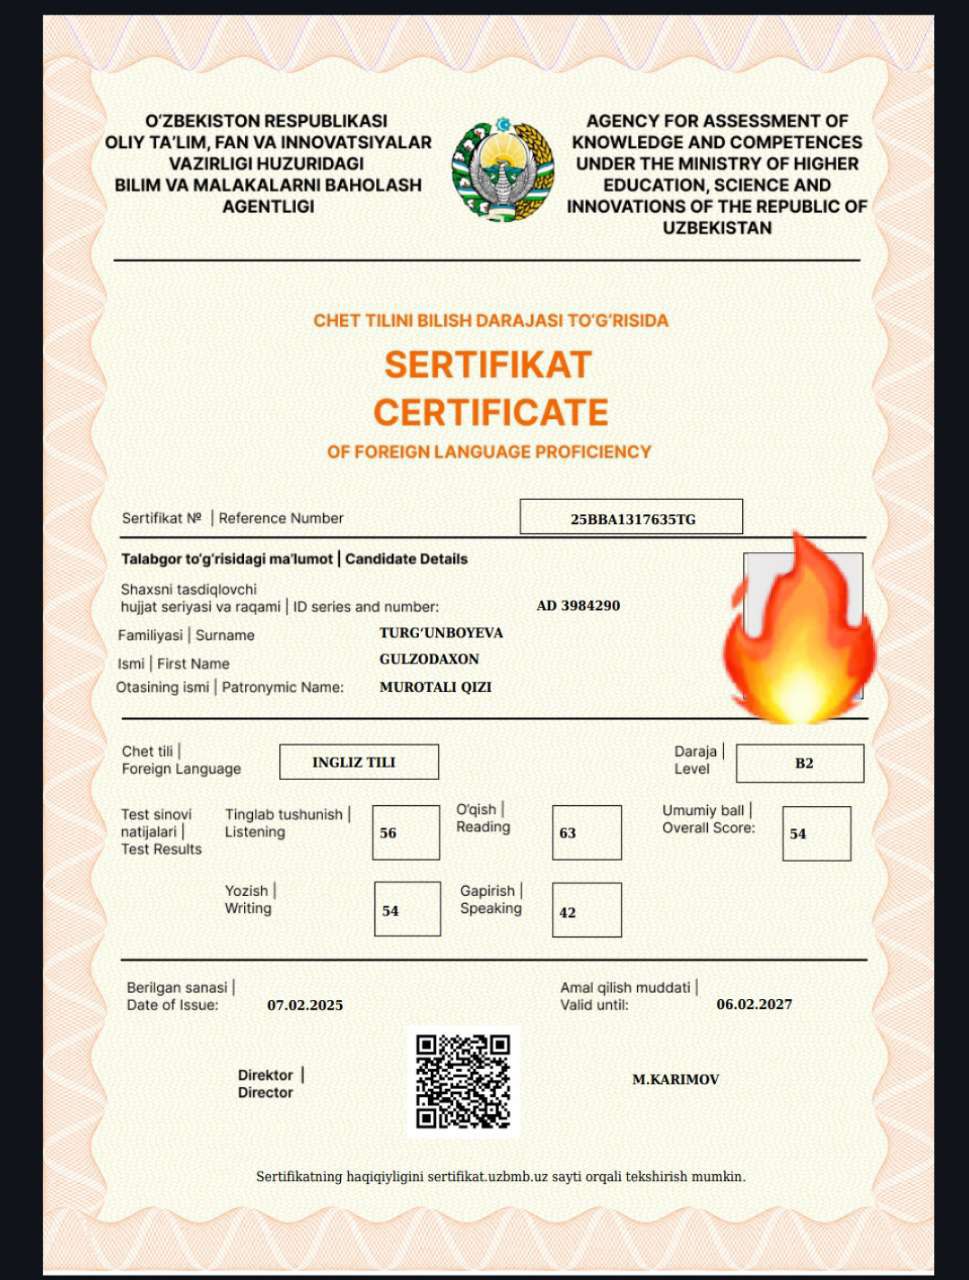 O‘ZBEKISTON RESPUBLIKASI
OLIY TA’LIM, FAN VA INNOVATSIYALAR
VAZIRLIGI HUZURIDAGI
BILIM VA MALAKALARNI BAHOLASH
AGENTLIGI
AGENCY FOR ASSESSMENT OF
KNOWLEDGE AND COMPETENCES
UNDER THE MINISTRY OF HIGHER
EDUCATION, SCIENCE AND
INNOVATIONS OF THE REPUBLIC OF
UZBEKISTAN
CHET TILINI BILISH DARAJASI TO‘G‘RISIDA
SERTIFIKAT
CERTIFICATE
OF FOREIGN LANGUAGE PROFICIENCY
Sertifikat № | Reference Number 25BBA1317635TG
Talabgor to‘g‘risidagi ma’lumot | Candidate Details
Shaxsni tasdiqlovchi
hujjat seriyasi va raqami | ID series and number: AD 3984290
Familiyasi | Surname TURG‘UNBOYEVA
Ismi | First Name GULZODAXON
Otasining ismi | Patronymic Name: MUROTALI QIZI
Chet tili |
Foreign Language
INGLIZ TILI
Daraja |
Level
B2
Test sinovi
natijalari |
Test Results
Tinglab tushunish |
Listening
56
O‘qish |
Reading
63
Umumiy ball |
Overall Score:
54
Yozish |
Writing
54
Gapirish |
Speaking
42
Berilgan sanasi |
Date of Issue: 07.02.2025
Amal qilish muddati |
Valid until: 06.02.2027
Direktor |
Director
M.KARIMOV
Sertifikatning haqiqiyligini sertifikat.uzbmb.uz sayti orqali tekshirish mumkin.